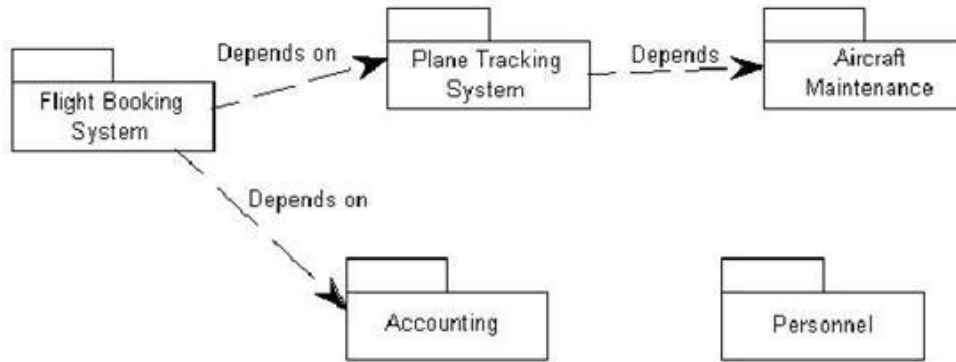 Depends on
Plane Tracking
System
Depends
Aircraft
Maintenance
Flight Booking
System
Depends on
Accounting
Personnel